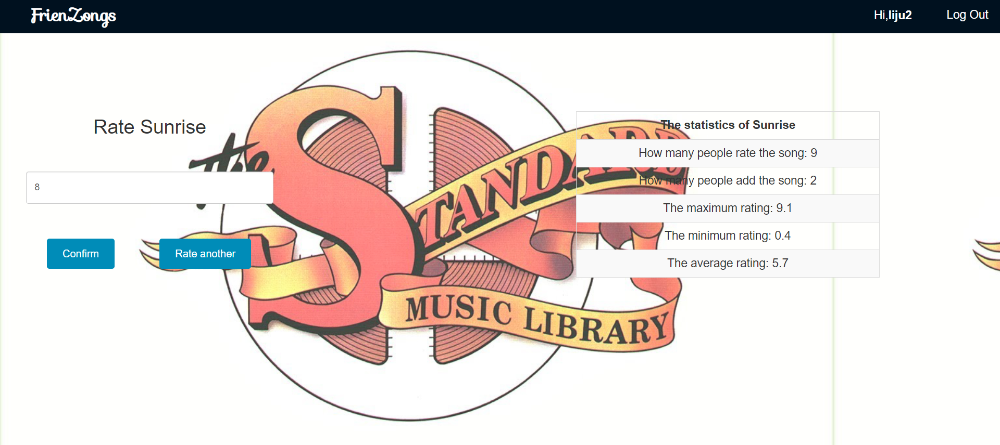 FrienZongs
Hi,liju2
Log Out
Rate Sunrise
8
Confirm
Rate another
the
STANDARD
MUSIC LIBRARY
The statistics of Sunrise
How many people rate the song: 9
How many people add the song: 2
The maximum rating: 9.1
The minimum rating: 0.4
The average rating: 5.7